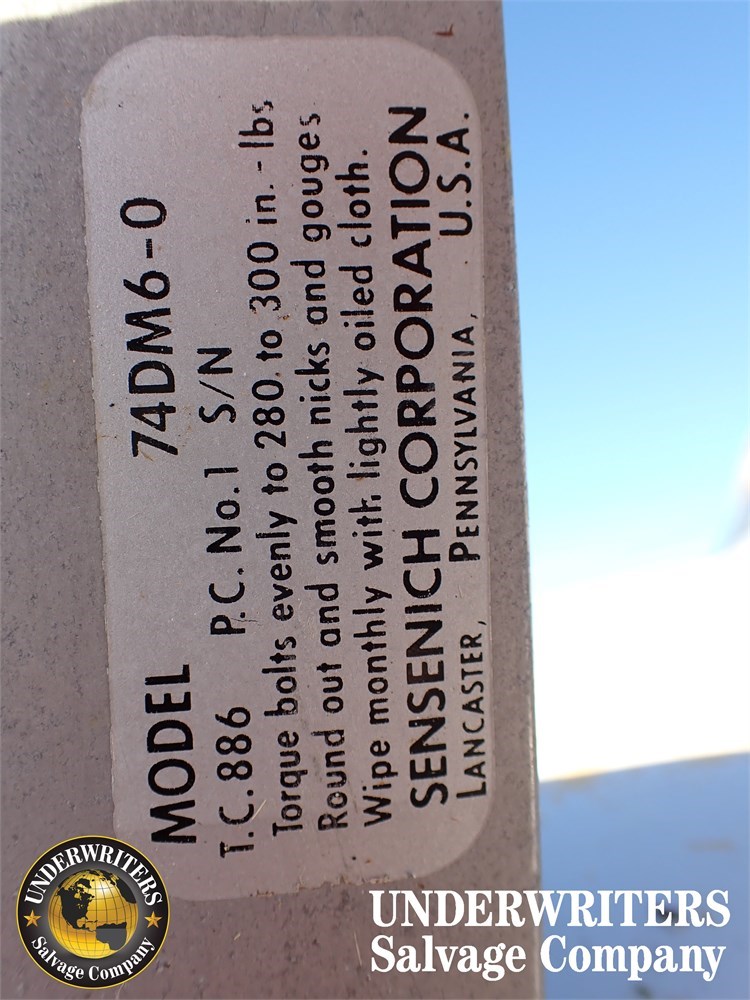 MODEL 74DM6-0
T.C.886 P.C.No.1 S/N
Torque bolts evenly to 280 to 300 in.-lbs
Round out and smooth nicks and gouges
Wipe monthly with lightly oiled cloth.
SENSENICH CORPORATION
LANCASTER, PENNSYLVANIA, U.S.A.
UNDERWRITERS
Salvage Company
UNDERWRITERS
Salvage Company